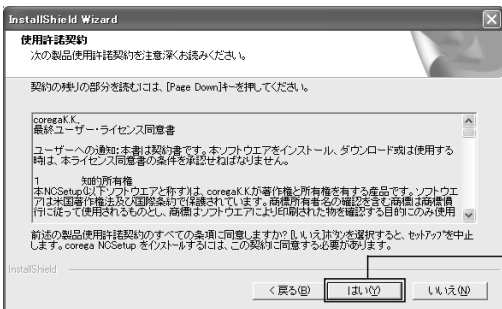 InstallShield Wizard
使用許諾契約
次の製品使用許諾契約を注意深くお読みください。
契約の残りの部分を読むには、[Page Down]キーを押してください。
corega K.K.
最終ユーザー・ライセンス同意書
ユーザーへの通知:本書は契約書です。本ソフトウエアをインストール、ダウンロード或は使用する
時は、本ライセンス同意書の条件を承認せねばなりません。
1 知的所有権
本NCSetup(以下ソフトウエアと称す)は、corega K.K.が著作権と所有権を有する産品です。ソフトウエ
アは米国著作権法及び国際条約で保護されています。商標所有者名の確認を含む商標は商標慣
行に従って使用されるものとし、商標はソフトウエアにより印刷された物を確認する目的にのみ使用
前述の製品使用許諾契約のすべての条項に同意しますか?[いいえ]ボタンを選択すると、セットアップを中止
します。corega NCSetup をインストールするには、この契約に同意する必要があります。
InstallShield
< 戻る(B)
はい(Y)
いいえ(N)